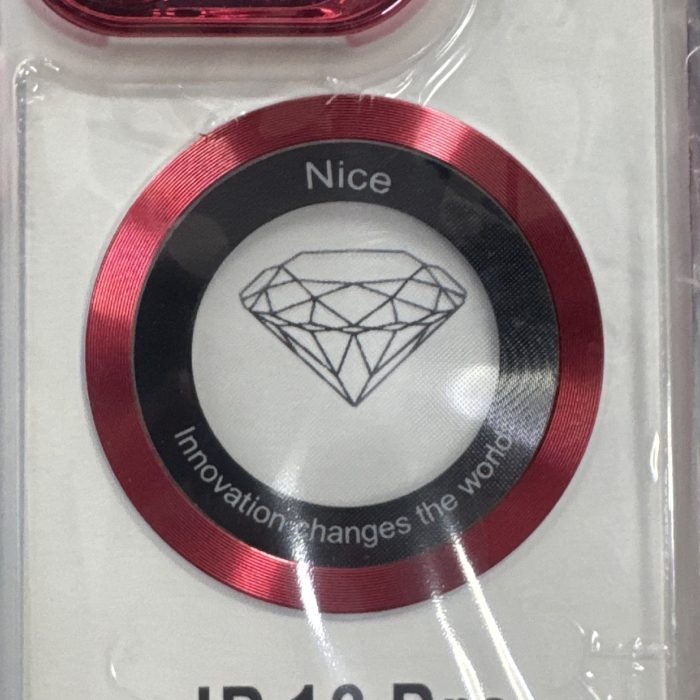 Nice
Innovation changes the world